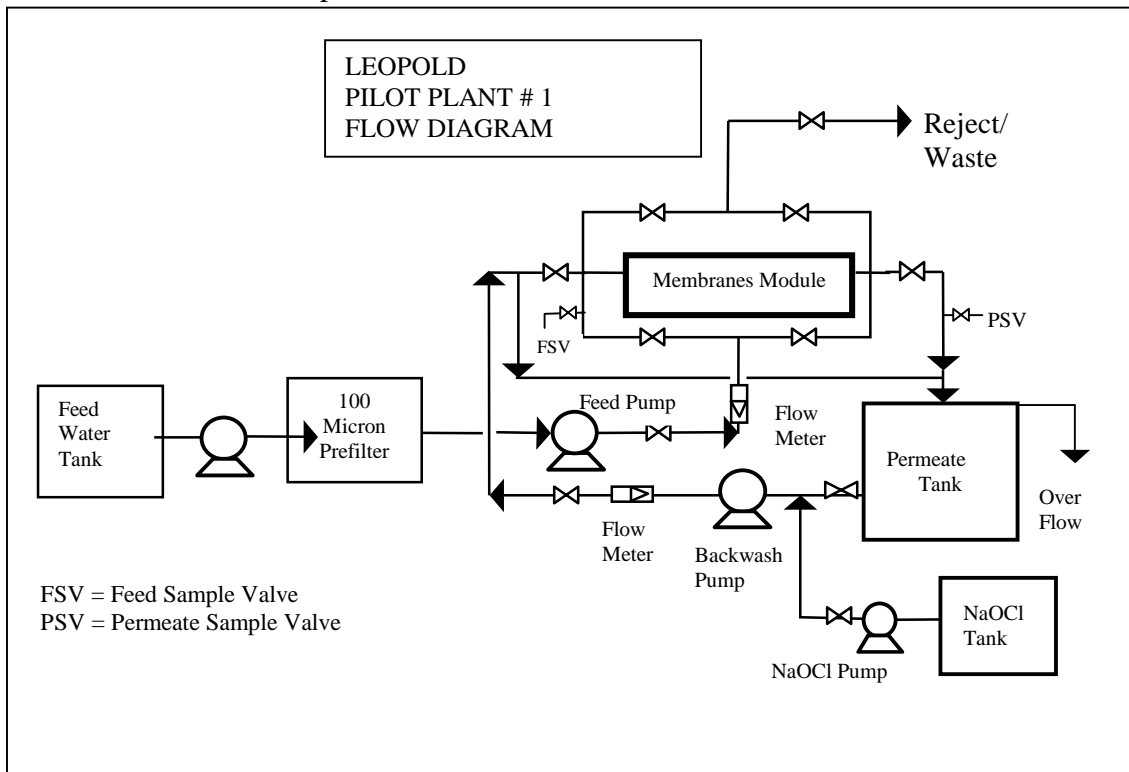 LEOPOLD
PILOT PLANT # 1
FLOW DIAGRAM
Reject/
Waste
Membranes Module
FSV
PSV
Feed
Water
Tank
100
Micron
Prefilter
Feed Pump
Flow
Meter
Permeate
Tank
Over
Flow
Flow
Meter
Backwash
Pump
FSV = Feed Sample Valve
PSV = Permeate Sample Valve
NaOCl
Tank
NaOCl Pump